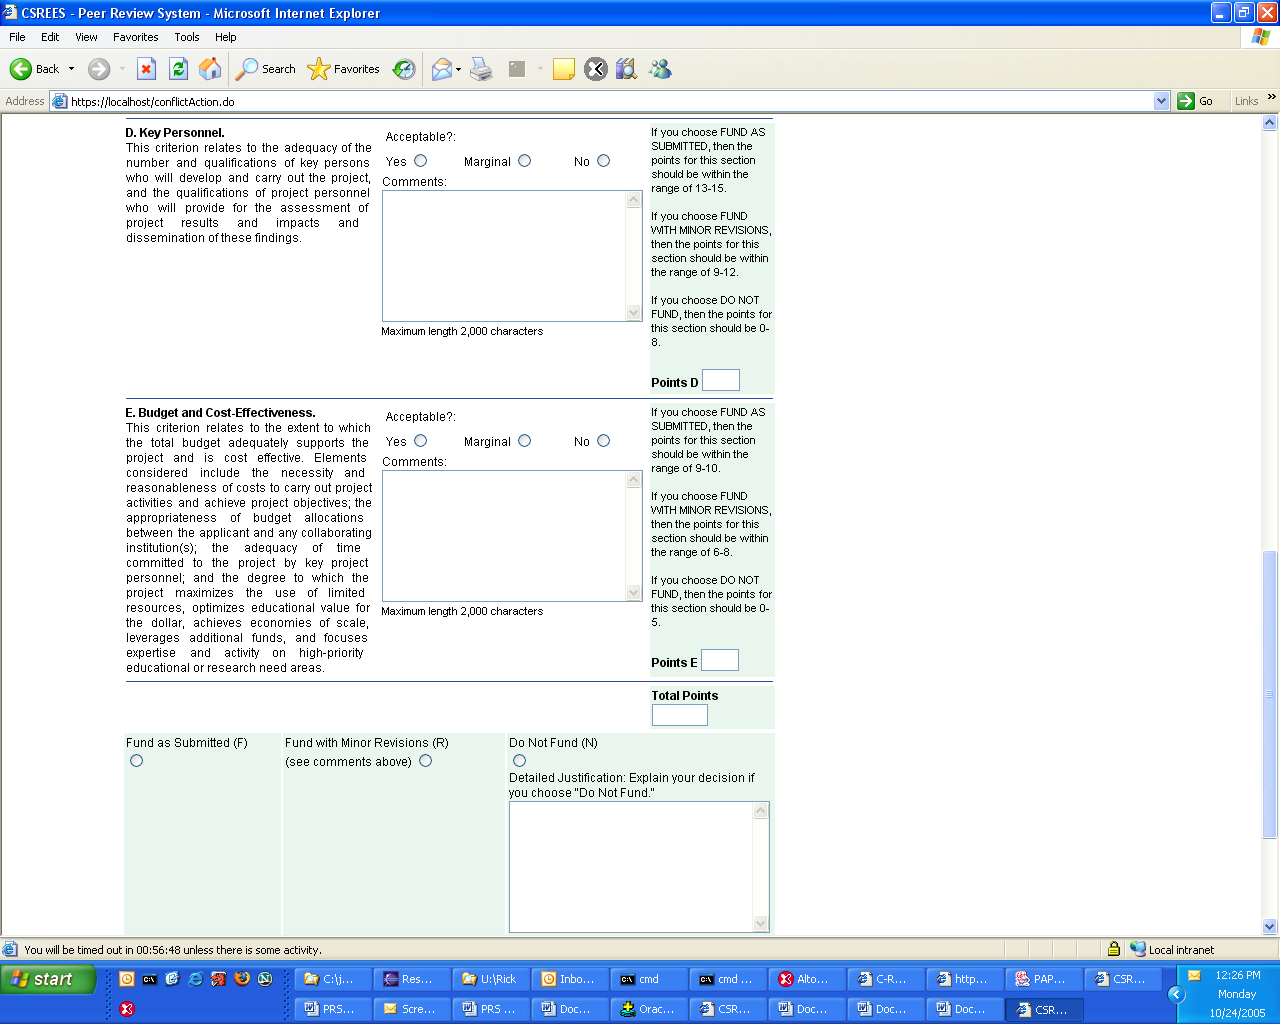 CSREES - Peer Review System - Microsoft Internet Explorer
File Edit View Favorites Tools Help
Back Search Favorites
Address https://localhost/conflictAction.do Go Links »
D. Key Personnel.
This criterion relates to the adequacy of the
number and qualifications of key persons
who will develop and carry out the project,
and the qualifications of project personnel
who will provide for the assessment of
project results and impacts and
dissemination of these findings.
Acceptable?:
Yes Marginal No
Comments:
Maximum length 2,000 characters
If you choose FUND AS
SUBMITTED, then the
points for this section
should be within the
range of 13-15.
If you choose FUND
WITH MINOR REVISIONS,
then the points for this
section should be within
the range of 9-12.
If you choose DO NOT
FUND, then the points for
this section should be 0-
8.
Points D
E. Budget and Cost-Effectiveness.
This criterion relates to the extent to which
the total budget adequately supports the
project and is cost effective. Elements
considered include the necessity and
reasonableness of costs to carry out project
activities and achieve project objectives; the
appropriateness of budget allocations
between the applicant and any collaborating
institution(s); the adequacy of time
committed to the project by key project
personnel; and the degree to which the
project maximizes the use of limited
resources, optimizes educational value for
the dollar, achieves economies of scale,
leverages additional funds, and focuses
expertise and activity on high-priority
educational or research need areas.
Acceptable?:
Yes Marginal No
Comments:
Maximum length 2,000 characters
If you choose FUND AS
SUBMITTED, then the
points for this section
should be within the
range of 9-10.
If you choose FUND
WITH MINOR REVISIONS,
then the points for this
section should be within
the range of 6-8.
If you choose DO NOT
FUND, then the points for
this section should be 0-
5.
Points E
Total Points
Fund as Submitted (F)
Fund with Minor Revisions (R)
(see comments above)
Do Not Fund (N)
Detailed Justification: Explain your decision if
you choose "Do Not Fund."
You will be timed out in 00:56:48 unless there is some activity. Local intranet
start C:\j... Res... U:\Rick Inbo... cmd cmd ... Alto... C-R... http... PAP... CSR... 12:26 PM
Monday
PRS... Scre... PRS ... Doc... Orac... CSR... Doc... Doc... Doc... CSR... 10/24/2005